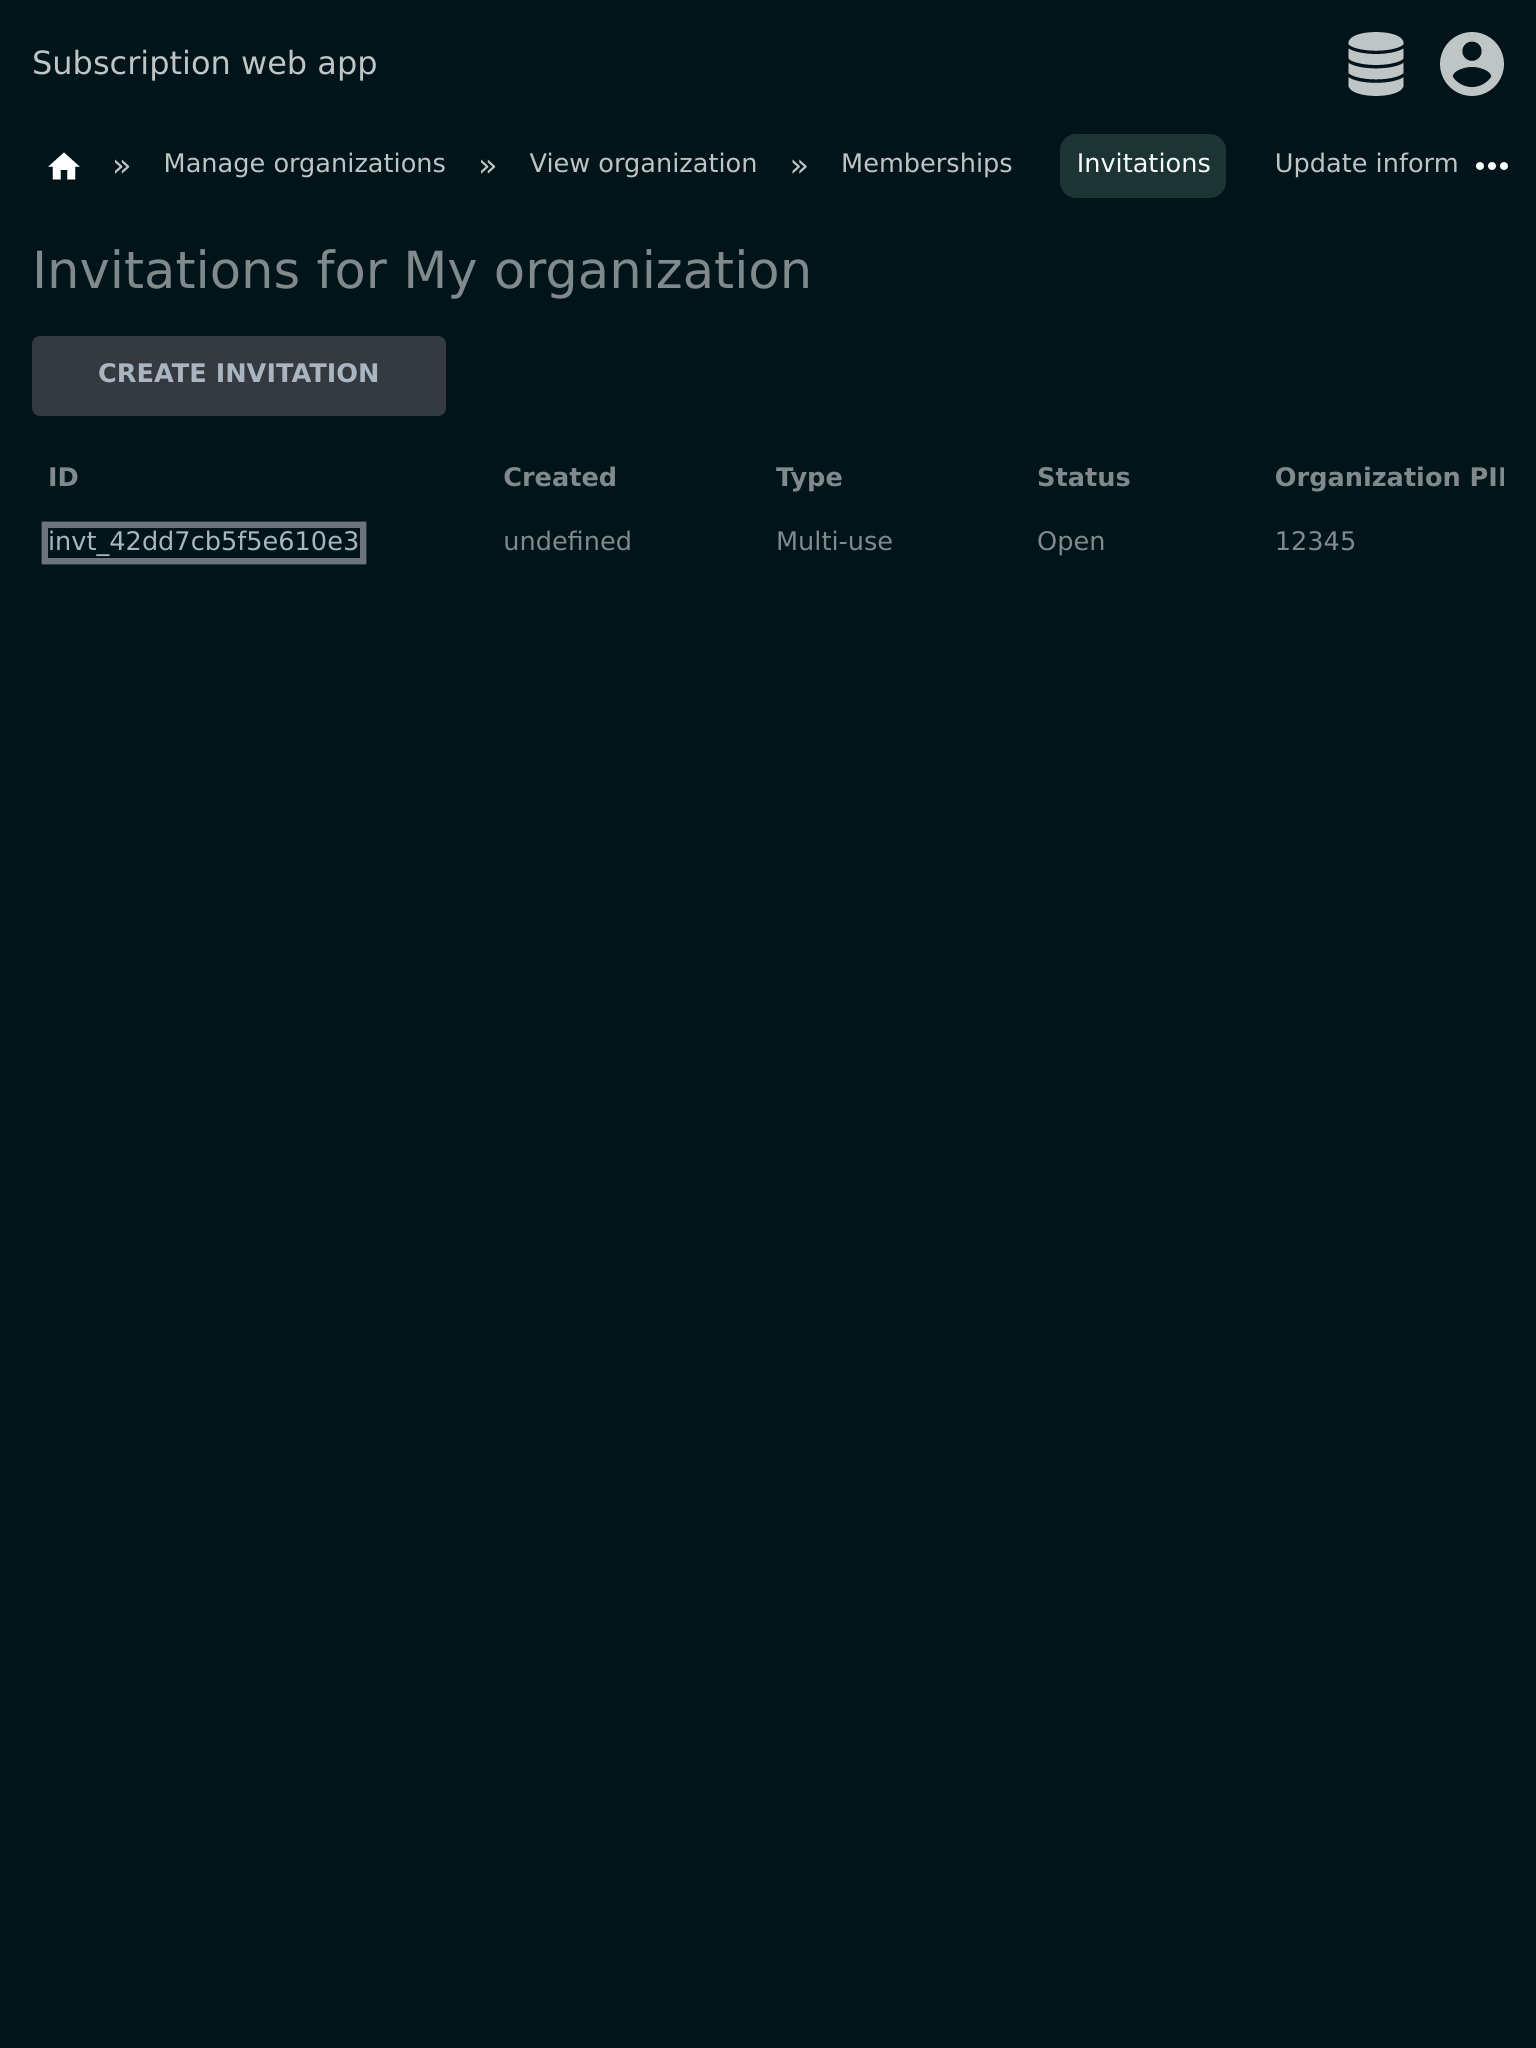 Subscription web app
» Manage organizations » View organization » Memberships Invitations Update inform
Invitations for My organization
CREATE INVITATION
ID Created Type Status Organization
invt_42dd7cb5f5e610e3 undefined Multi-use Open 12345